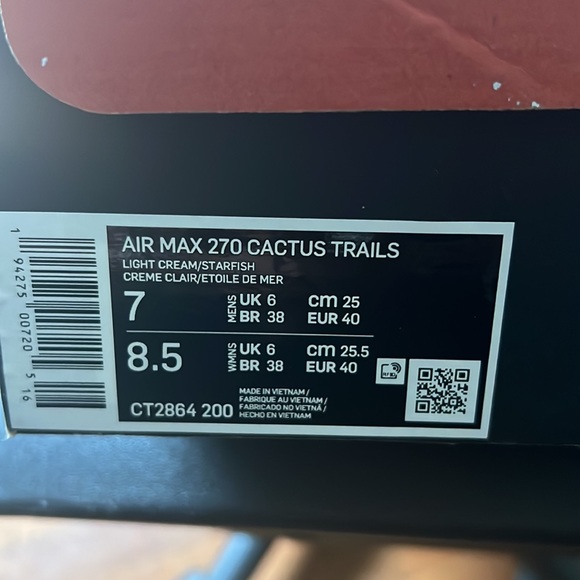 AIR MAX 270 CACTUS TRAILS
LIGHT CREAM/STARFISH
CREME CLAIR/ETOILE DE MER
7 MENS UK 6 cm 25
BR 38 EUR 40
8.5 WMNS UK 6 cm 25.5
BR 38 EUR 40
CT2864 200
MADE IN VIETNAM/
FABRIQUE AU VIETNAM/
FABRICADO NO VIETNÃ/
HECHO EN VIETNAM
1 94275 00720 516